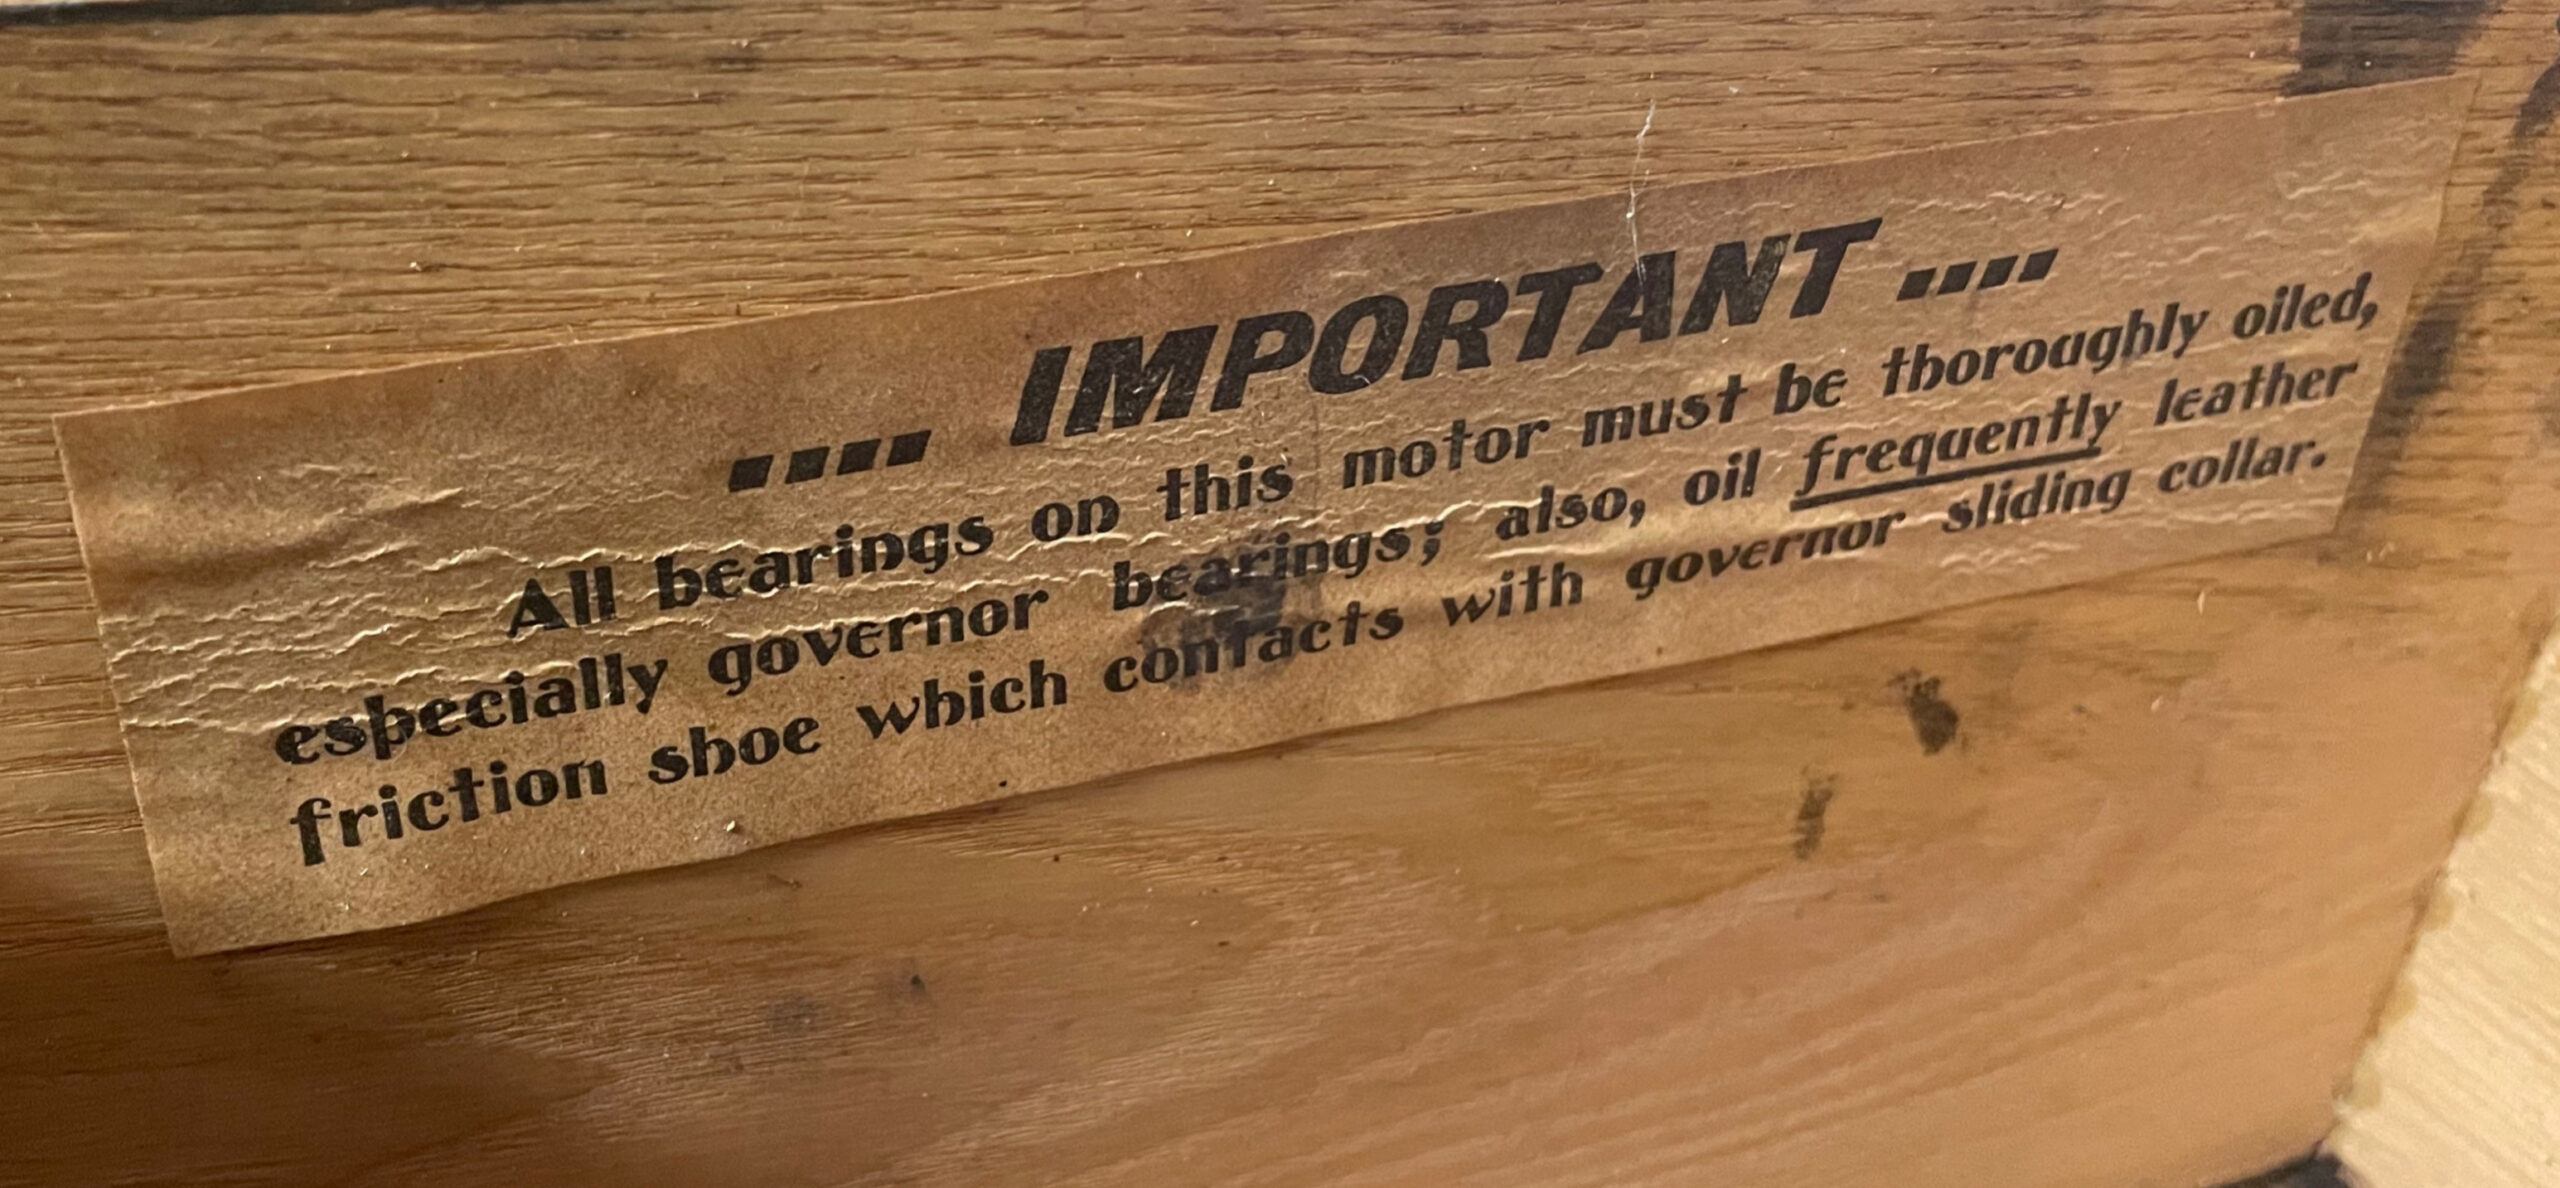 .... IMPORTANT ....
All bearings on this motor must be thoroughly oiled,
especially governor bearings; also, oil frequently leather
friction shoe which contacts with governor sliding collar.